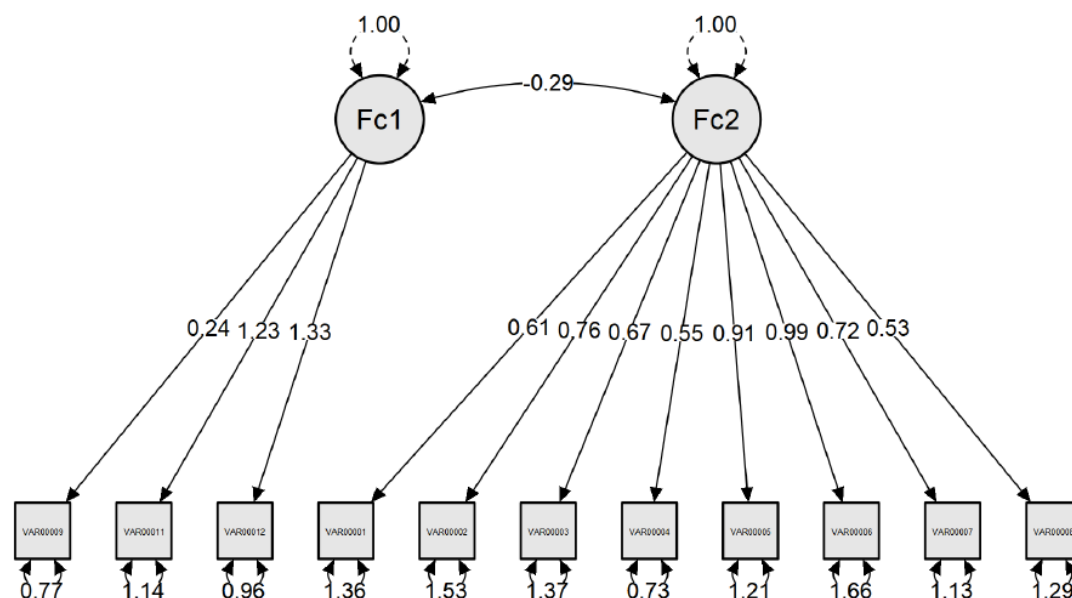 1.00 1.00
-0.29
Fc1 Fc2
0.24 1.23 1.33 0.61 0.76 0.67 0.55 0.91 0.99 0.72 0.53
VAR00009 VAR00011 VAR00012 VAR00001 VAR00002 VAR00003 VAR00004 VAR00005 VAR00006 VAR00007 VAR00008
0.77 1.14 0.96 1.36 1.53 1.37 0.73 1.21 1.66 1.13 1.29